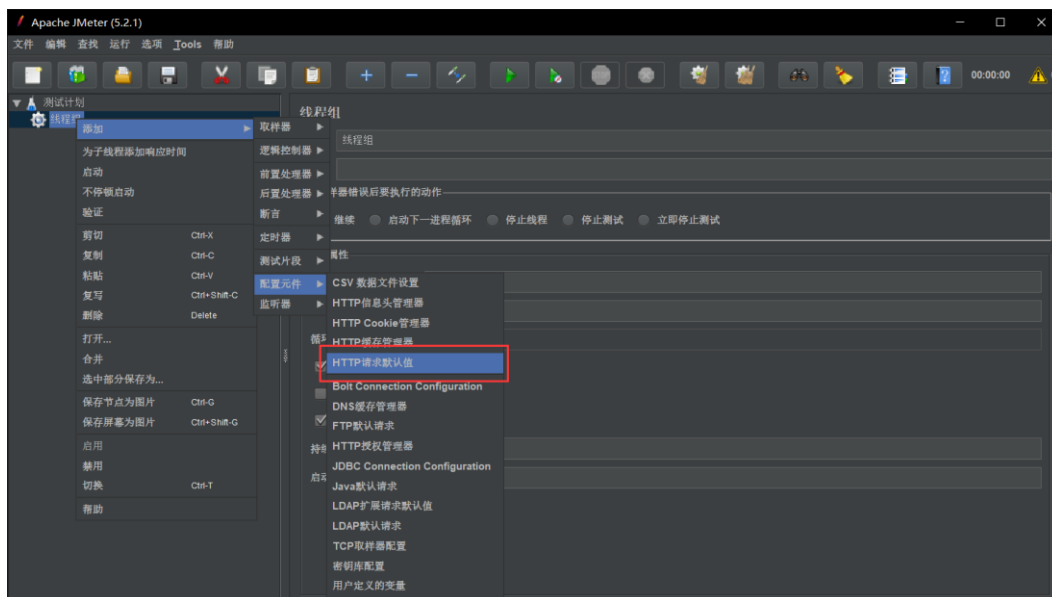 Apache JMeter (5.2.1)
文件 编辑 查找 运行 选项 Tools 帮助
00:00:00
测试计划
线程组
添加
为子线程添加响应时间
启动
不停顿启动
验证
剪切 Ctrl-X
复制 Ctrl-C
粘贴 Ctrl-V
复写 Ctrl+Shift-C
删除 Delete
打开...
合并
选中部分保存为...
保存节点为图片 Ctrl-G
保存屏幕为图片 Ctrl+Shift-G
启用
禁用
切换 Ctrl-T
帮助
取样器
逻辑控制器
前置处理器
后置处理器
断言
定时器
测试片段
配置元件
监听器
CSV 数据文件设置
HTTP信息头管理器
HTTP Cookie管理器
HTTP缓存管理器
HTTP请求默认值
Bolt Connection Configuration
DNS缓存管理器
FTP默认请求
HTTP授权管理器
JDBC Connection Configuration
Java默认请求
LDAP扩展请求默认值
LDAP默认请求
TCP取样器配置
密钥库配置
用户定义的变量
线程组
线程组
样器错误后要执行的动作
继续 启动下一进程循环 停止线程 停止测试 立即停止测试
属性
循环
持续
启动